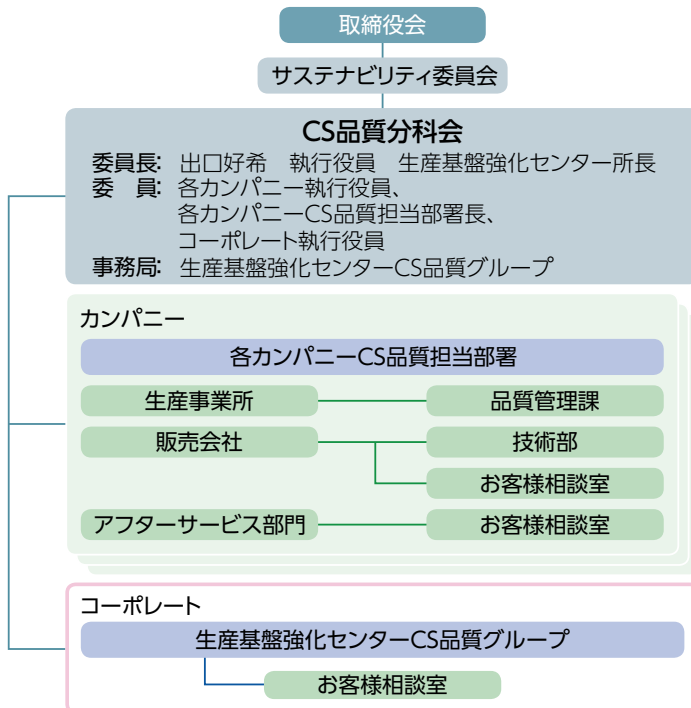 取締役会
サステナビリティ委員会
CS品質分科会
委員長: 出口好希　執行役員　生産基盤強化センター所長
委　員: 各カンパニー執行役員、
各カンパニーCS品質担当部署長、
コーポレート執行役員
事務局: 生産基盤強化センターCS品質グループ
カンパニー
各カンパニーCS品質担当部署
生産事業所 品質管理課
販売会社 技術部
お客様相談室
アフターサービス部門 お客様相談室
コーポレート
生産基盤強化センターCS品質グループ
お客様相談室